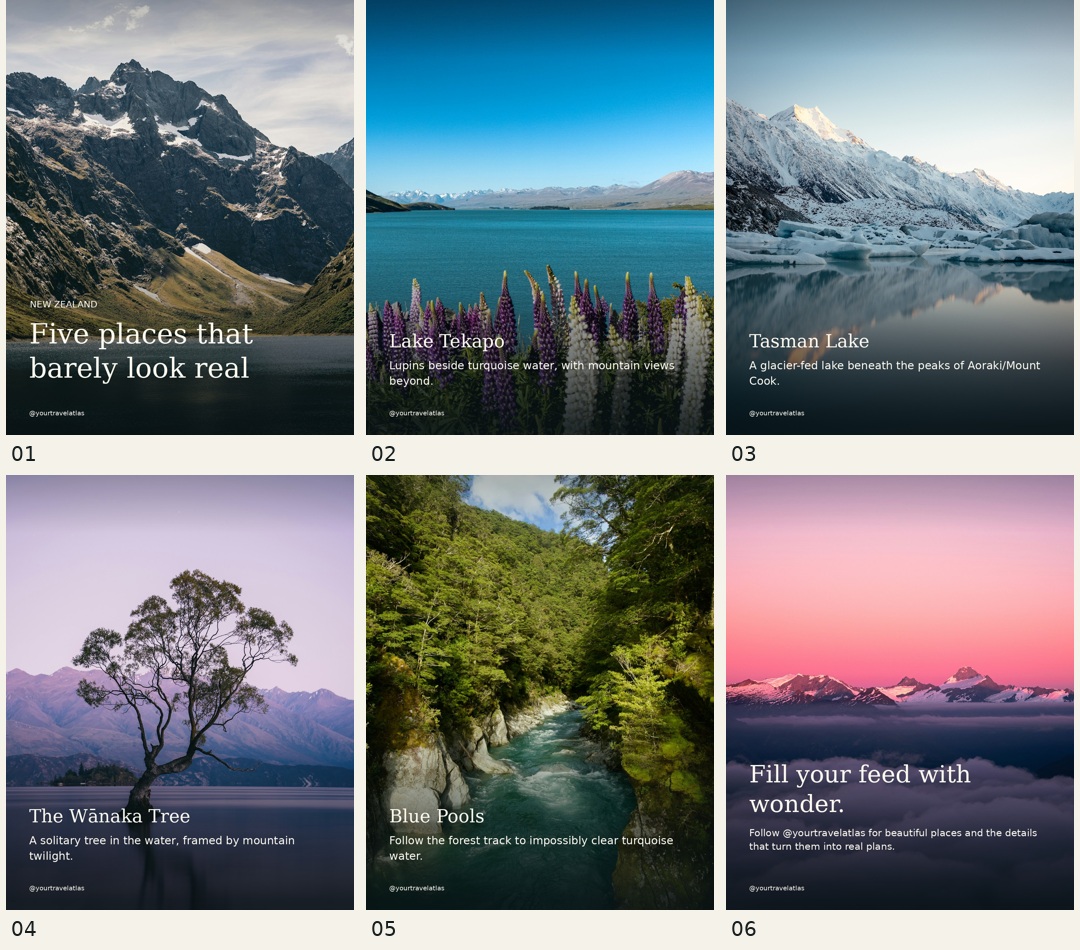 NEW ZEALAND
Five places that
barely look real
@yourtravelatlas
01
Lake Tekapo
Lupins beside turquoise water, with mountain views
beyond.
@yourtravelatlas
02
Tasman Lake
A glacier-fed lake beneath the peaks of Aoraki/Mount
Cook.
@yourtravelatlas
03
The Wānaka Tree
A solitary tree in the water, framed by mountain
twilight.
@yourtravelatlas
04
Blue Pools
Follow the forest track to impossibly clear turquoise
water.
@yourtravelatlas
05
Fill your feed with
wonder.
Follow @yourtravelatlas for beautiful places and the details
that turn them into real plans.
@yourtravelatlas
06